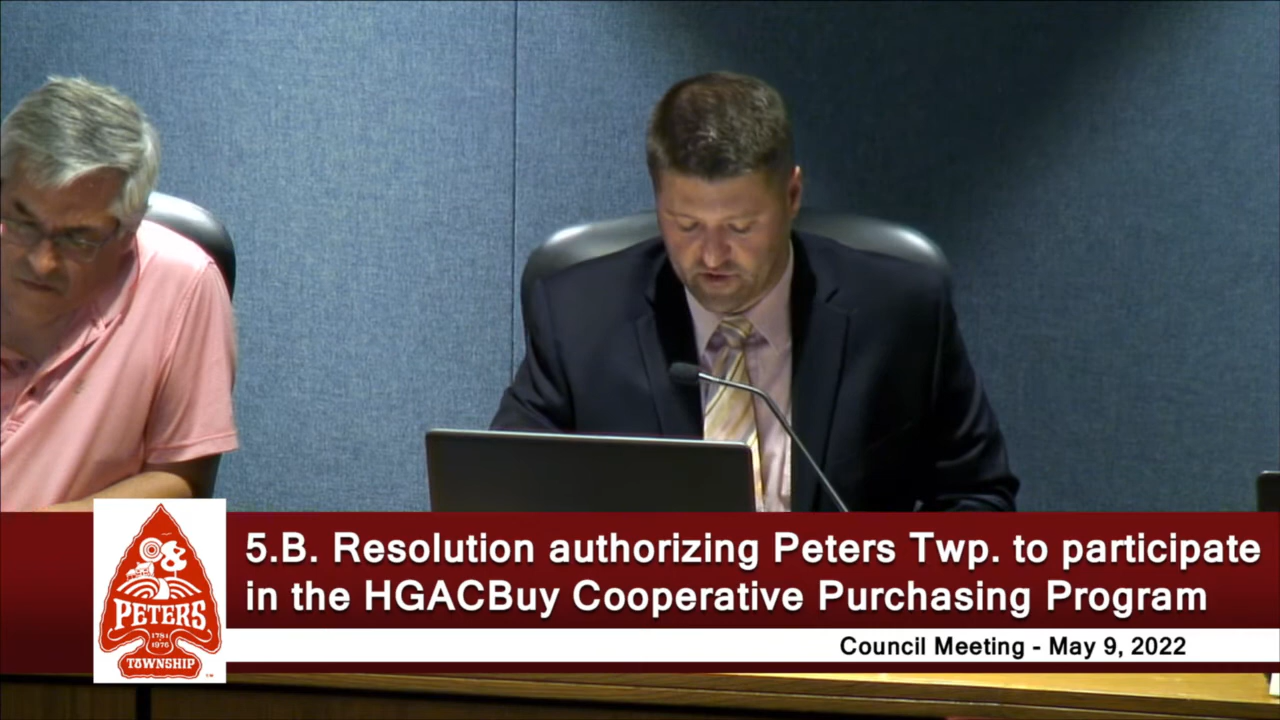 5.B. Resolution authorizing Peters Twp. to participate
in the HGACBuy Cooperative Purchasing Program
Council Meeting - May 9, 2022
PETERS
1781
1976
TOWNSHIP